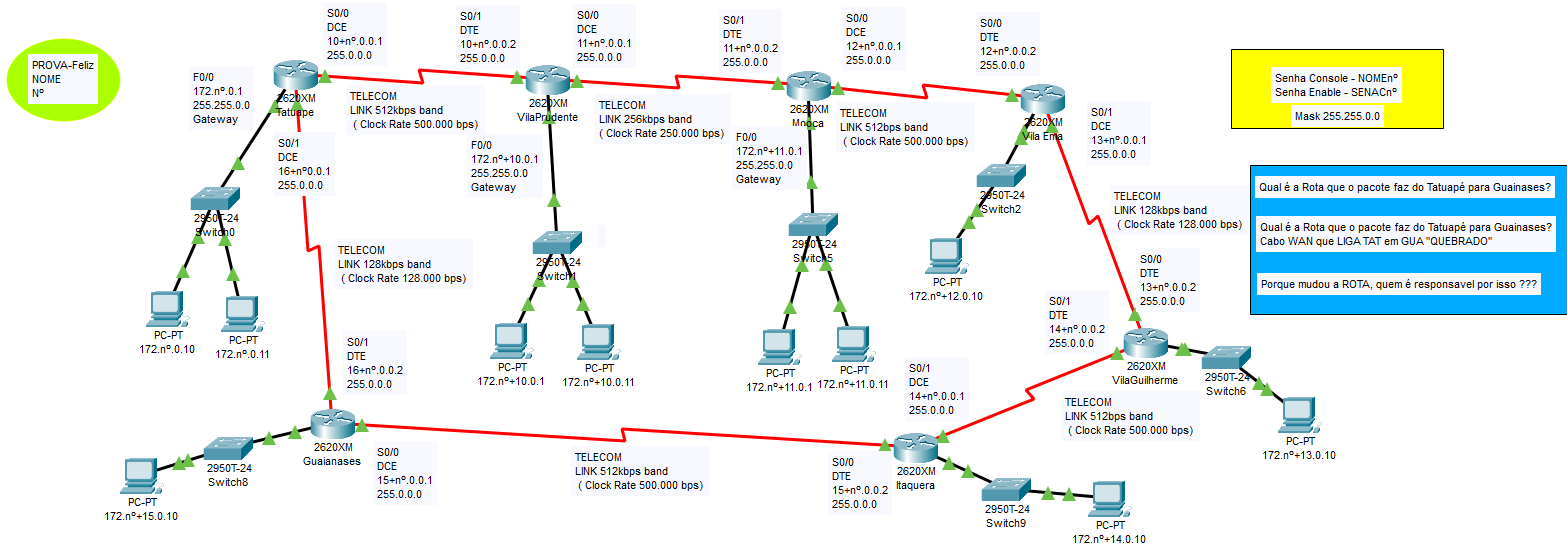 PROVA-Feliz
NOME
Nº
S0/0
DCE
10+nº.0.0.1
255.0.0.0
S0/1
DTE
10+nº.0.0.2
255.0.0.0
S0/0
DCE
11+nº.0.0.1
255.0.0.0
S0/1
DTE
11+nº.0.0.2
255.0.0.0
S0/0
DCE
12+nº.0.0.1
255.0.0.0
S0/0
DTE
12+nº.0.0.2
255.0.0.0
Senha Console - NOMEnº
Senha Enable - SENACnº
Mask 255.255.0.0
F0/0
172.nº.0.1
255.255.0.0
Gateway
2620XM
Tatuape
TELECOM
LINK 512kbps band
( Clock Rate 500.000 bps)
2620XM
VilaPrudente
TELECOM
LINK 256kbps band
( Clock Rate 250.000 bps)
2620XM
Mooca
TELECOM
LINK 512bps band
( Clock Rate 500.000 bps)
2620XM
Vila Ema
S0/1
DCE
13+nº.0.0.1
255.0.0.0
S0/1
DCE
16+nº0.0.1
255.0.0.0
F0/0
172.nº+10.0.1
255.255.0.0
Gateway
F0/0
172.nº+11.0.1
255.255.0.0
Gateway
Qual é a Rota que o pacote faz do Tatuapé para Guainases?
Qual é a Rota que o pacote faz do Tatuapé para Guainases?
Cabo WAN que LIGA TAT em GUA "QUEBRADO"
Porque mudou a ROTA, quem é responsavel por isso ???
2950T-24
Switch0
2950T-24
Switch1
2950T-24
Switch5
2950T-24
Switch2
TELECOM
LINK 128kbps band
( Clock Rate 128.000 bps)
TELECOM
LINK 128kbps band
( Clock Rate 128.000 bps)
S0/0
DTE
13+nº.0.0.2
255.0.0.0
PC-PT
172.nº+12.0.10
PC-PT
172.nº.0.10
PC-PT
172.nº.0.11
PC-PT
172.nº+10.0.1
PC-PT
172.nº+10.0.11
PC-PT
172.nº+11.0.1
PC-PT
172.nº+11.0.11
S0/1
DTE
14+nº.0.0.2
255.0.0.0
2620XM
VilaGuilherme
2950T-24
Switch6
S0/1
DTE
16+nº.0.0.2
255.0.0.0
S0/1
DCE
14+nº.0.0.1
255.0.0.0
TELECOM
LINK 512bps band
( Clock Rate 500.000 bps)
PC-PT
172.nº+13.0.10
2620XM
Guaianases
2950T-24
Switch8
S0/0
DCE
15+nº.0.0.1
255.0.0.0
TELECOM
LINK 512kbps band
( Clock Rate 500.000 bps)
S0/0
DTE
15+nº.0.0.2
255.0.0.0
2620XM
Itaquera
2950T-24
Switch9
PC-PT
172.nº+15.0.10
PC-PT
172.nº+14.0.10